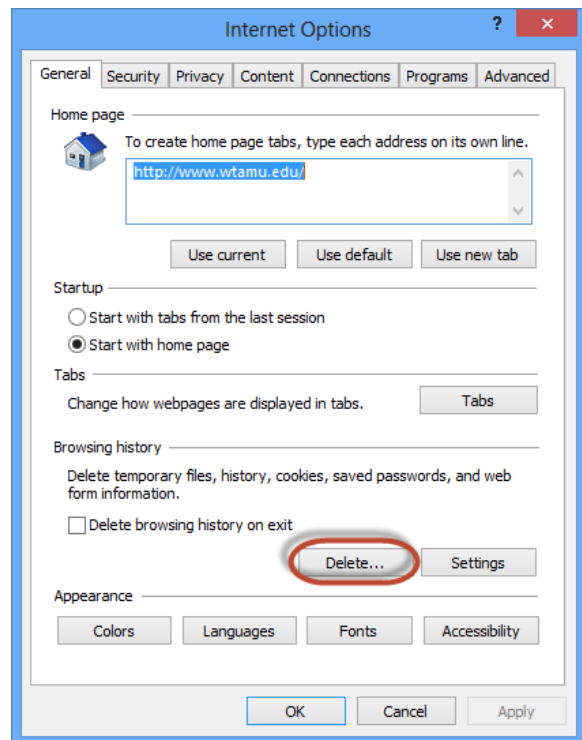 Internet Options
?
General Security Privacy Content Connections Programs Advanced
Home page
To create home page tabs, type each address on its own line.
http://www.wtamu.edu/
Use current Use default Use new tab
Startup
Start with tabs from the last session
Start with home page
Tabs
Change how webpages are displayed in tabs. Tabs
Browsing history
Delete temporary files, history, cookies, saved passwords, and web
form information.
Delete browsing history on exit
Delete... Settings
Appearance
Colors Languages Fonts Accessibility
OK Cancel Apply